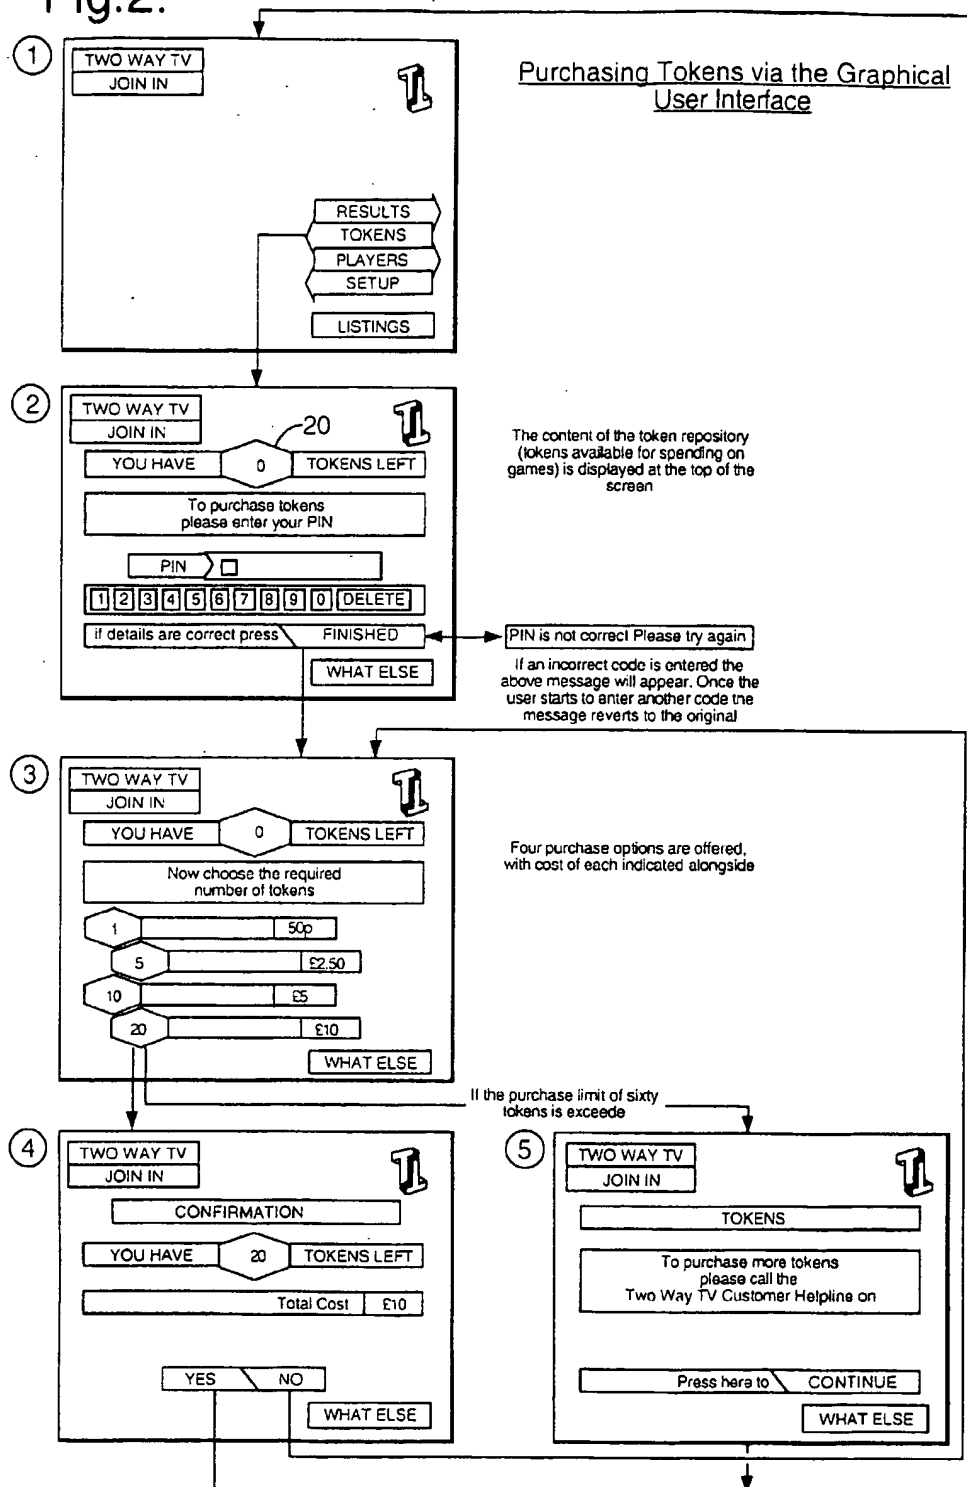 Fig.2.
Purchasing Tokens via the Graphical
User Interface
1
TWO WAY TV
JOIN IN
RESULTS
TOKENS
PLAYERS
SETUP
LISTINGS
2
TWO WAY TV
JOIN IN
20
YOU HAVE 0 TOKENS LEFT
To purchase tokens
please enter your PIN
PIN
1 2 3 4 5 6 7 8 9 0 DELETE
if details are correct press FINISHED
WHAT ELSE
The content of the token repository
(tokens available for spending on
games) is displayed at the top of the
screen
PIN is not correct Please try again
If an incorrect code is entered the
above message will appear. Once the
user starts to enter another code the
message reverts to the original
3
TWO WAY TV
JOIN IN
YOU HAVE 0 TOKENS LEFT
Now choose the required
number of tokens
1 50p
5 £2.50
10 £5
20 £10
WHAT ELSE
Four purchase options are offered,
with cost of each indicated alongside
If the purchase limit of sixty
tokens is exceede
4
TWO WAY TV
JOIN IN
CONFIRMATION
YOU HAVE 20 TOKENS LEFT
Total Cost £10
YES NO
WHAT ELSE
5
TWO WAY TV
JOIN IN
TOKENS
To purchase more tokens
please call the
Two Way TV Customer Helpline on
Press here to CONTINUE
WHAT ELSE